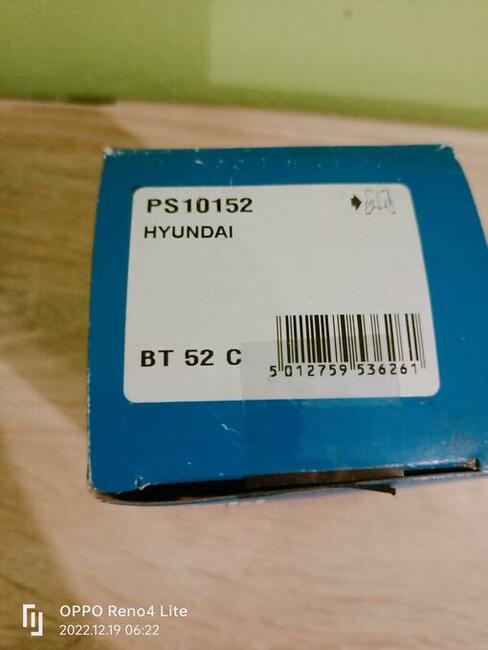 PS10152
HYUNDAI
BT 52 C
5 012759 536261
OPPO Reno4 Lite
2022.12.19 06:22